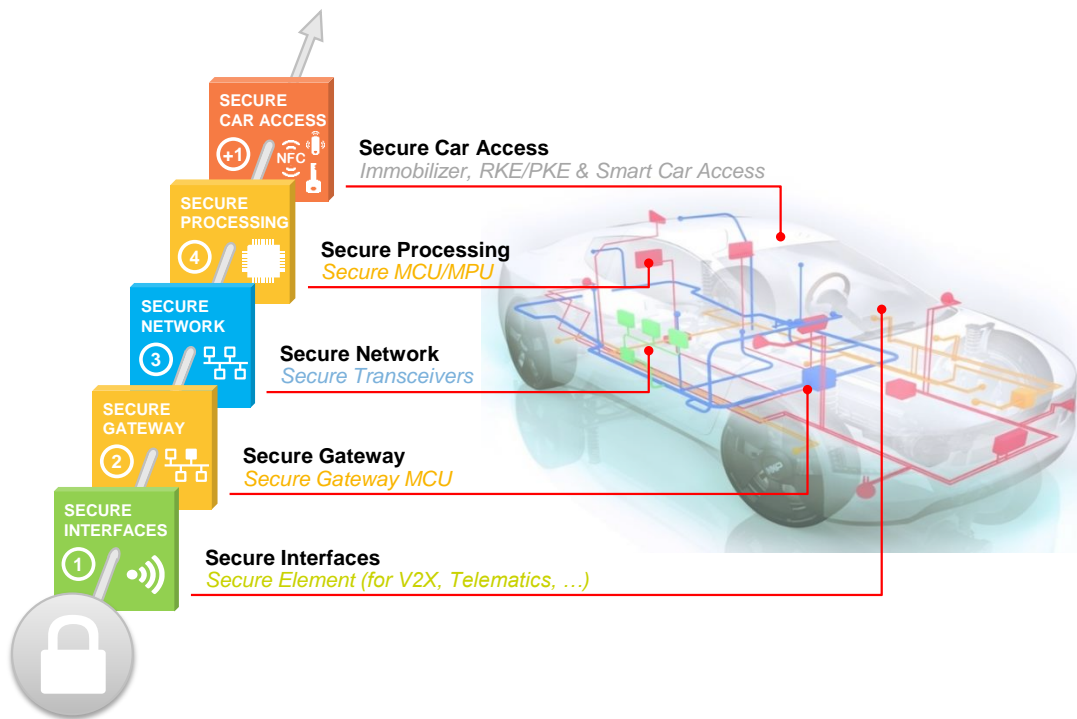 SECURE
CAR ACCESS
+1
NFC
Secure Car Access
Immobilizer, RKE/PKE & Smart Car Access
SECURE
PROCESSING
4
Secure Processing
Secure MCU/MPU
SECURE
NETWORK
3
Secure Network
Secure Transceivers
SECURE
GATEWAY
2
Secure Gateway
Secure Gateway MCU
SECURE
INTERFACES
1
Secure Interfaces
Secure Element (for V2X, Telematics, …)